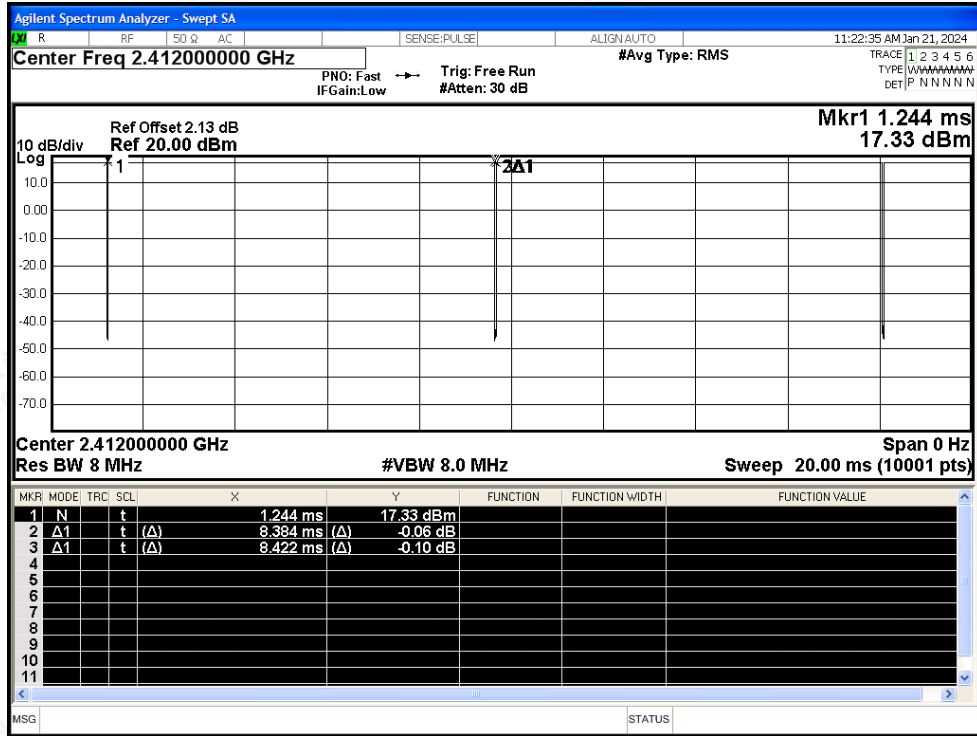 Agilent Spectrum Analyzer - Swept SA
LXI R RF 50 Ω AC SENSE:PULSE ALIGN AUTO 11:22:35 AM Jan 21, 2024
Center Freq 2.412000000 GHz
PNO: Fast
IFGain:Low
Trig: Free Run
#Atten: 30 dB
#Avg Type: RMS
TRACE 1 2 3 4 5 6
TYPE WWWWWW
DET P N N N N N
Mkr1 1.244 ms
17.33 dBm
Ref Offset 2.13 dB
10 dB/div Ref 20.00 dBm
Log
1
2Δ1
10.0
0.00
-10.0
-20.0
-30.0
-40.0
-50.0
-60.0
-70.0
Center 2.412000000 GHz Span 0 Hz
Res BW 8 MHz #VBW 8.0 MHz Sweep 20.00 ms (10001 pts)
MKR MODE TRC SCL X Y FUNCTION FUNCTION WIDTH FUNCTION VALUE
1 N t 1.244 ms 17.33 dBm
2 Δ1 t (Δ) 8.384 ms (Δ) -0.06 dB
3 Δ1 t (Δ) 8.422 ms (Δ) -0.10 dB
4
5
6
7
8
9
10
11
MSG STATUS